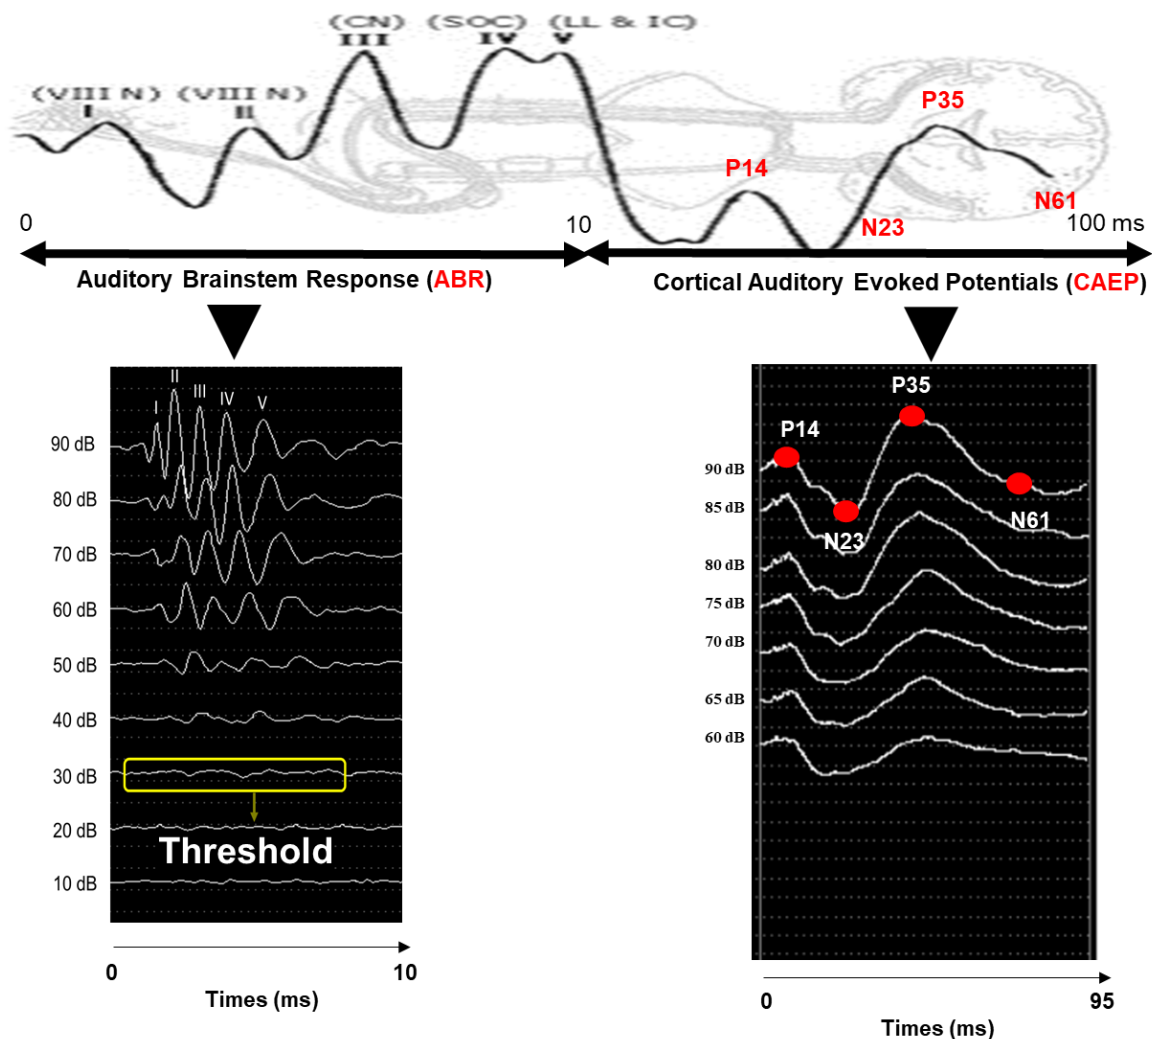 (CN) (SOC) (LL & IC)
III IV V
(VIII N) (VIII N)
I II
P35
P14
N61
N23
0 10 100 ms
Auditory Brainstem Response (ABR)
Cortical Auditory Evoked Potentials (CAEP)
I II III IV V
90 dB
80 dB
70 dB
60 dB
50 dB
40 dB
30 dB
20 dB
Threshold
10 dB
0 10
Times (ms)
P35
P14
90 dB
85 dB
N61
N23
80 dB
75 dB
70 dB
65 dB
60 dB
0 95
Times (ms)